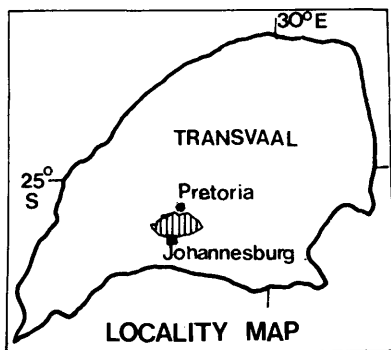 30°E
TRANSVAAL
25°
S
Pretoria
Johannesburg
LOCALITY MAP